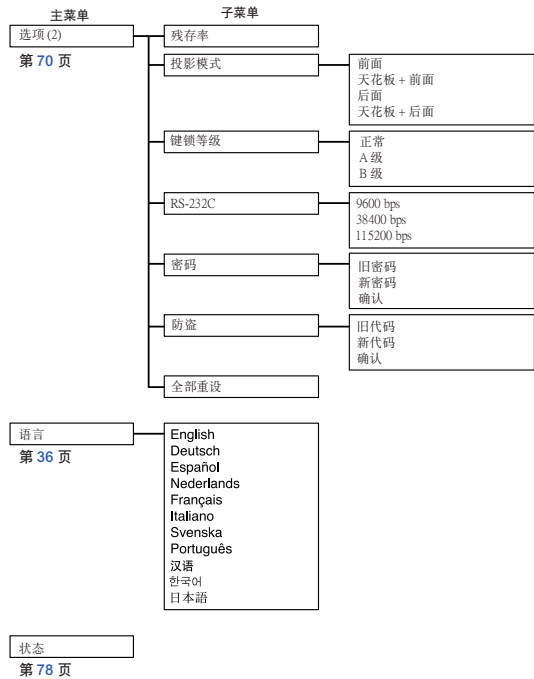 主菜单
子菜单
选项 (2)
第 70 页
残存率
投影模式
前面
天花板 + 前面
后面
天花板 + 后面
键锁等级
正常
A 级
B 级
RS-232C
9600 bps
38400 bps
115200 bps
密码
旧密码
新密码
确认
防盗
旧代码
新代码
确认
全部重设
语言
第 36 页
English
Deutsch
Español
Nederlands
Français
Italiano
Svenska
Português
汉语
한국어
日本語
状态
第 78 页